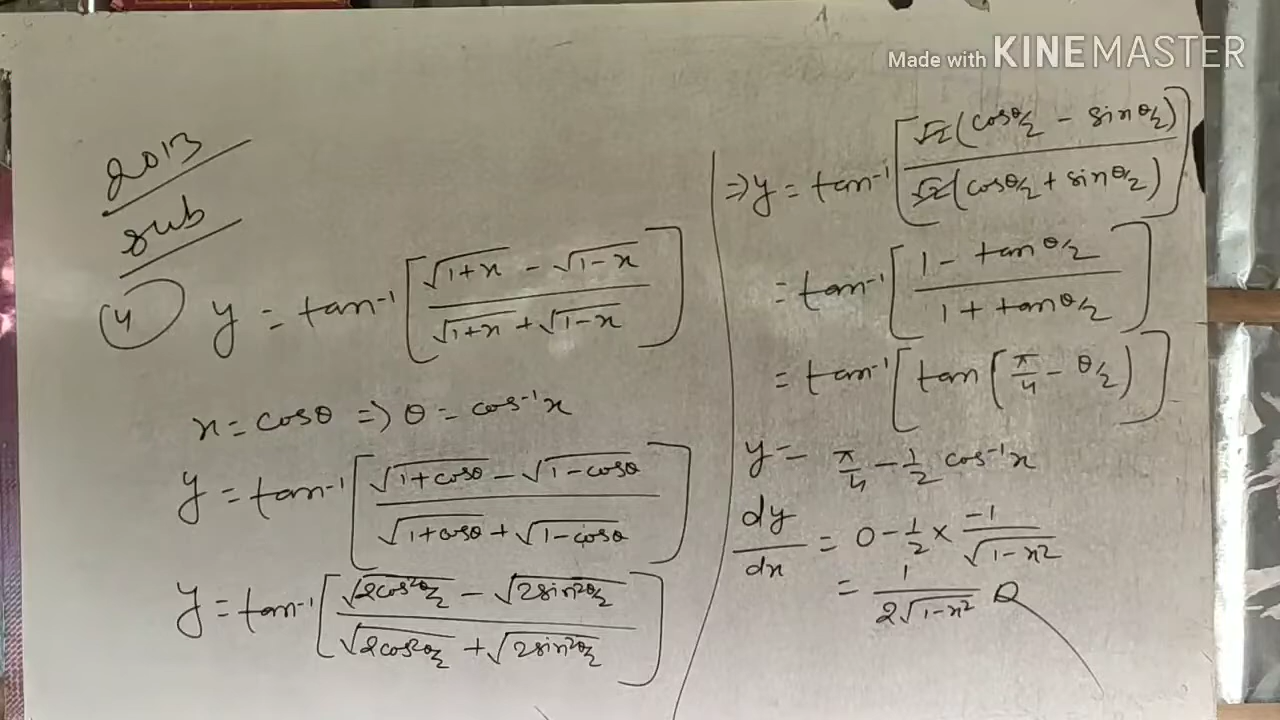 Made with KINEMASTER
2013
sub
(4) y = tan⁻¹[(√(1+x) - √(1-x))/(√(1+x) + √(1-x))]
x = cosθ ⇒ θ = cos⁻¹x
y = tan⁻¹[(√(1+cosθ) - √(1-cosθ))/(√(1+cosθ) + √(1-cosθ))]
y = tan⁻¹[(√(2cos²θ/2) - √(2sin²θ/2))/(√(2cos²θ/2) + √(2sin²θ/2))]
⇒ y = tan⁻¹[√2(cosθ/2 - sinθ/2)/√2(cosθ/2 + sinθ/2)]
= tan⁻¹[(1 - tanθ/2)/(1 + tanθ/2)]
= tan⁻¹[tan(π/4 - θ/2)]
y = π/4 - 1/2 cos⁻¹x
dy/dx = 0 - 1/2 × -1/√(1-x²)
= 1/(2√(1-x²))